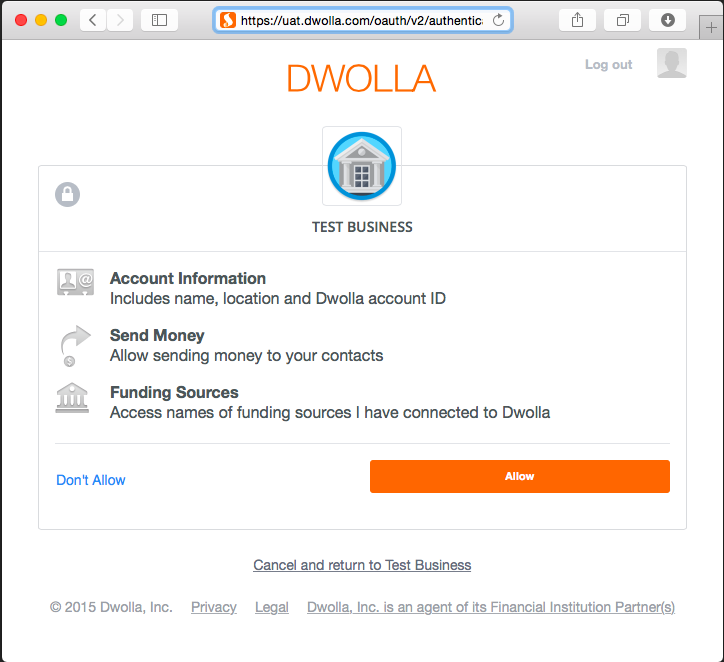 https://uat.dwolla.com/oauth/v2/authentic
DWOLLA
Log out
TEST BUSINESS
Account Information
Includes name, location and Dwolla account ID
Send Money
Allow sending money to your contacts
Funding Sources
Access names of funding sources I have connected to Dwolla
Don't Allow
Allow
Cancel and return to Test Business
© 2015 Dwolla, Inc. Privacy Legal Dwolla, Inc. is an agent of its Financial Institution Partner(s)